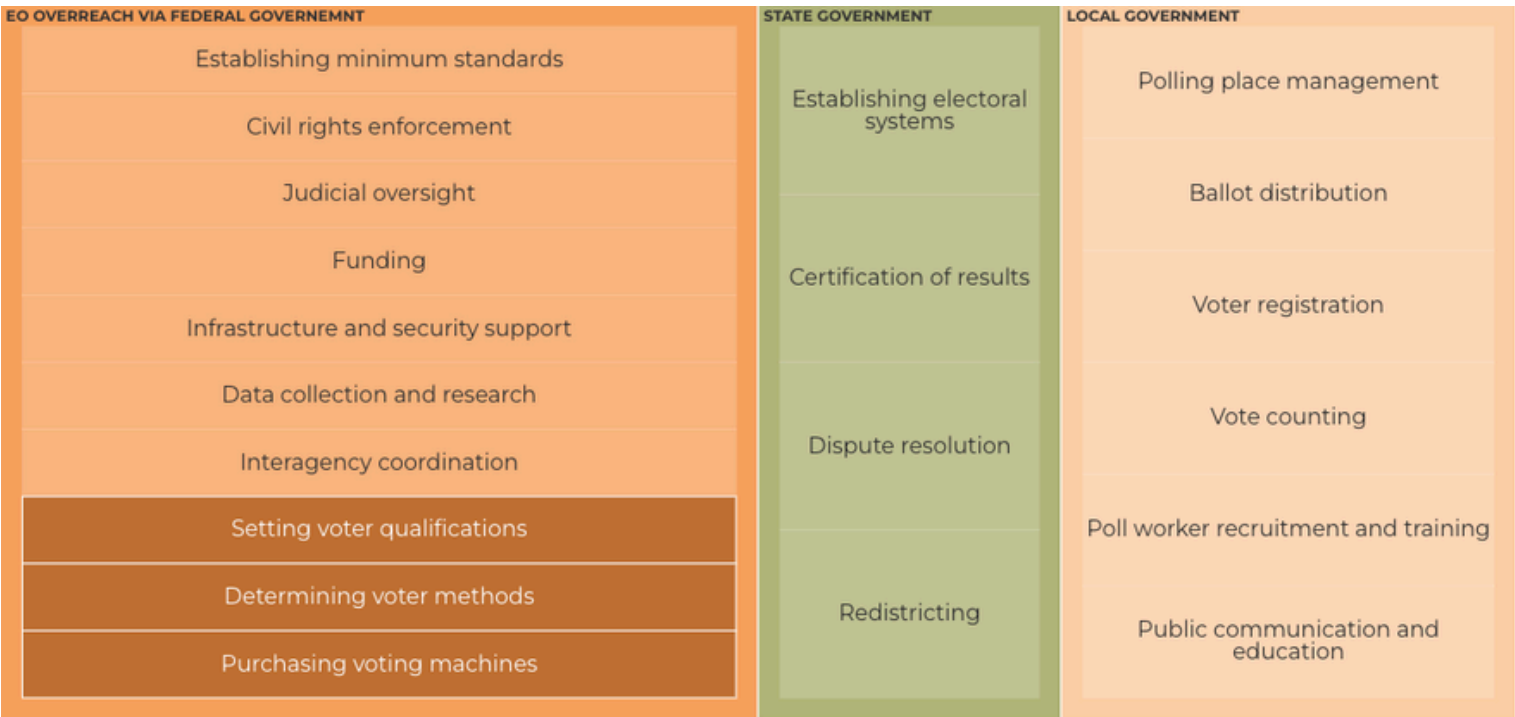 EO OVERREACH VIA FEDERAL GOVERNEMNT
Establishing minimum standards
Civil rights enforcement
Judicial oversight
Funding
Infrastructure and security support
Data collection and research
Interagency coordination
Setting voter qualifications
Determining voter methods
Purchasing voting machines
STATE GOVERNMENT
Establishing electoral
systems
Certification of results
Dispute resolution
Redistricting
LOCAL GOVERNMENT
Polling place management
Ballot distribution
Voter registration
Vote counting
Poll worker recruitment and training
Public communication and
education